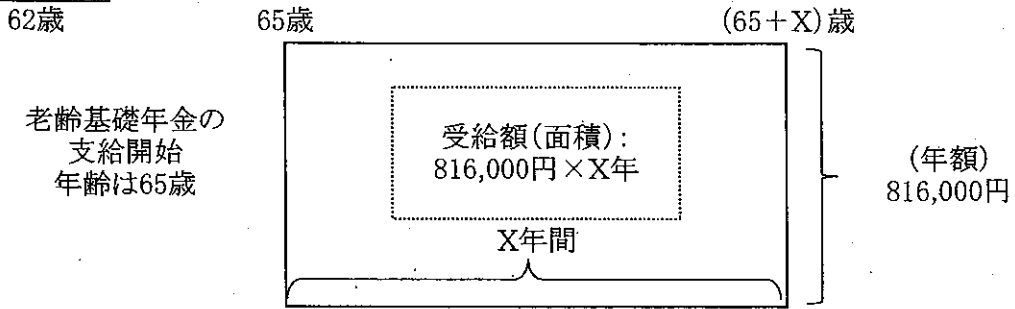 62歳 65歳 (65+X)歳
老齢基礎年金の
支給開始
年齢は65歳
受給額(面積):
816,000円×X年
X年間
(年額)
816,000円